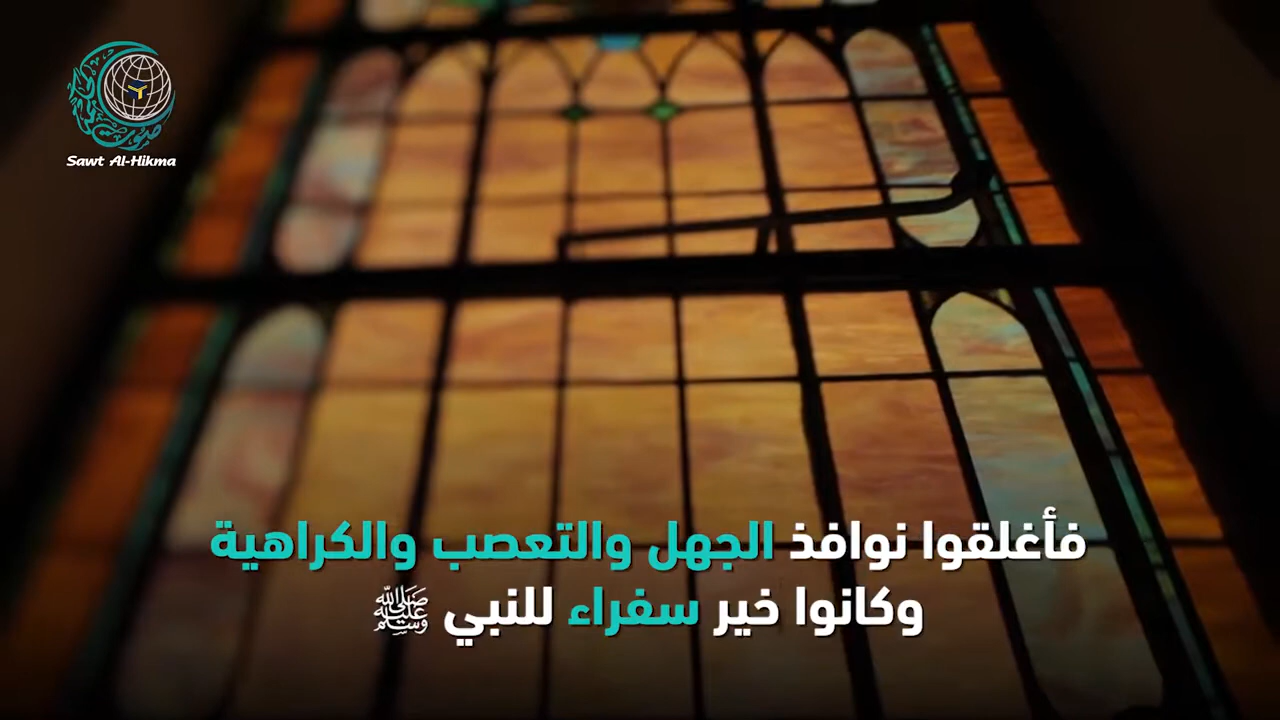 Sawt Al-Hikma
فأغلقوا نوافذ الجهل والتعصب والكراهية
وكانوا خير سفراء للنبي ﷺ